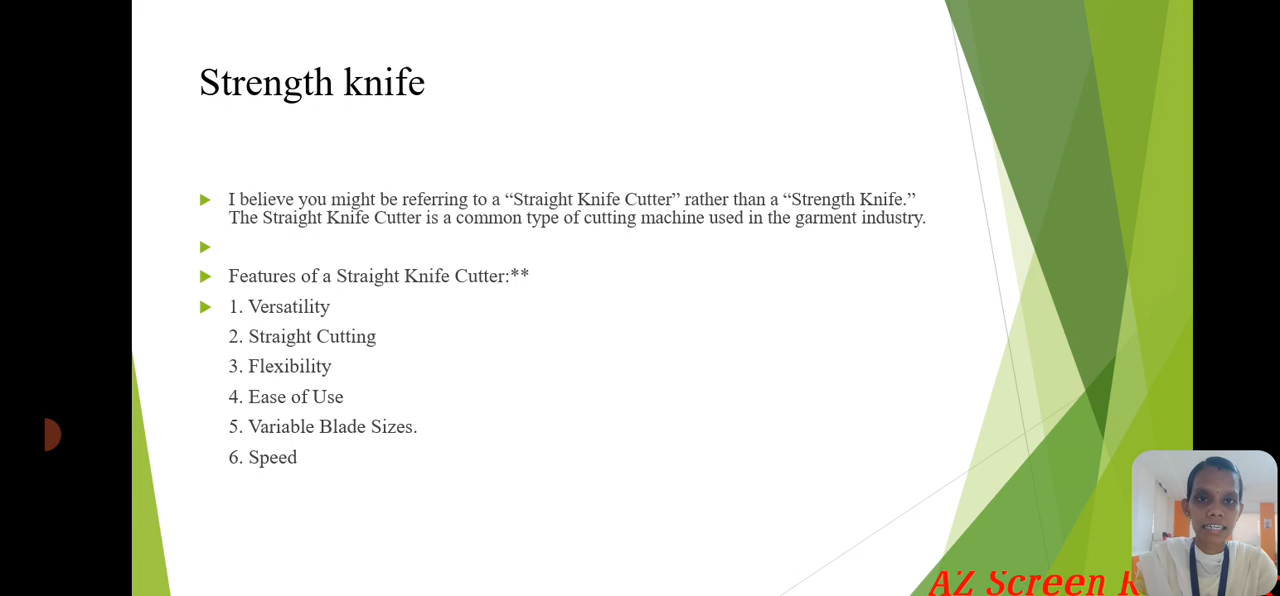 Strength knife
I believe you might be referring to a “Straight Knife Cutter” rather than a “Strength Knife.”
The Straight Knife Cutter is a common type of cutting machine used in the garment industry.
Features of a Straight Knife Cutter:**
1. Versatility
2. Straight Cutting
3. Flexibility
4. Ease of Use
5. Variable Blade Sizes.
6. Speed
AZ Screen